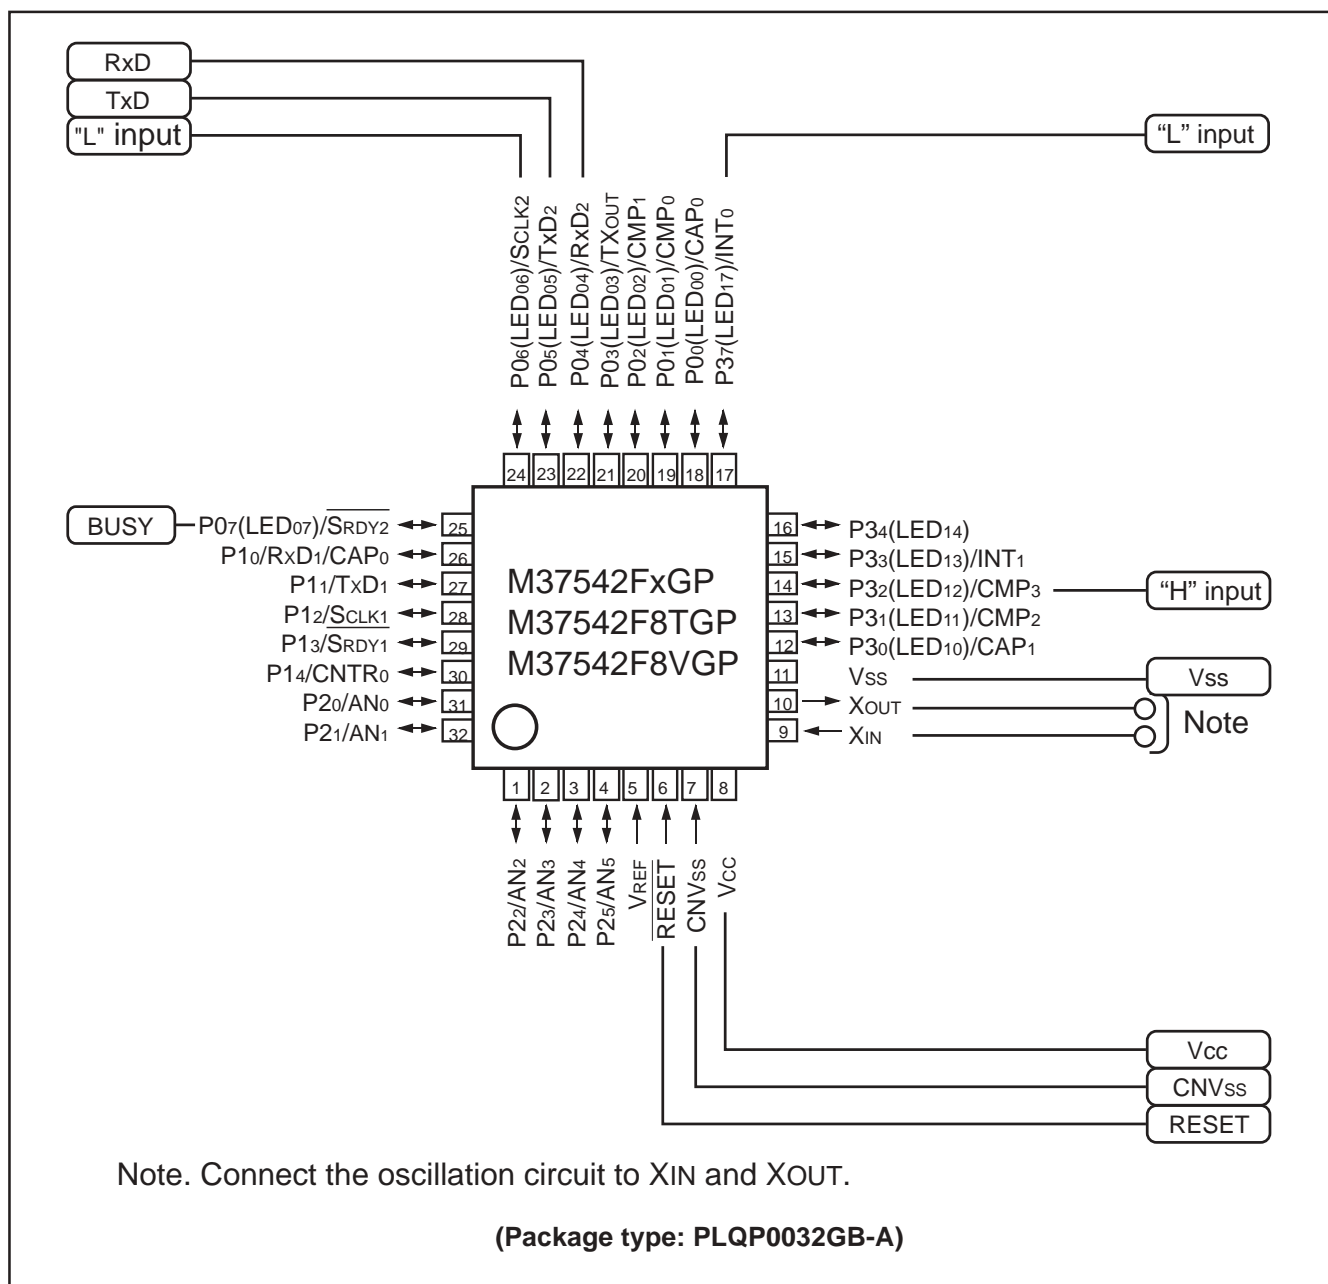 RxD
TxD
"L" input
“L” input
P06(LED06)/SCLK2
P05(LED05)/TxD2
P04(LED04)/RxD2
P03(LED03)/TXOUT
P02(LED02)/CMP1
P01(LED01)/CMP0
P00(LED00)/CAP0
P37(LED17)/INT0
24 23 22 21 20 19 18 17
BUSY
P07(LED07)/SRDY2 25
P10/RXD1/CAP0 26
P11/TXD1 27
P12/SCLK1 28
P13/SRDY1 29
P14/CNTR0 30
P20/AN0 31
P21/AN1 32
M37542FxGP
M37542F8TGP
M37542F8VGP
16 P34(LED14)
15 P33(LED13)/INT1
14 P32(LED12)/CMP3
“H” input
13 P31(LED11)/CMP2
12 P30(LED10)/CAP1
11 VSS
Vss
10 XOUT
9 XIN
Note
1 2 3 4 5 6 7 8
P22/AN2
P23/AN3
P24/AN4
P25/AN5
VREF
RESET
CNVSS
VCC
Vcc
CNVss
RESET
Note. Connect the oscillation circuit to XIN and XOUT.
(Package type: PLQP0032GB-A)